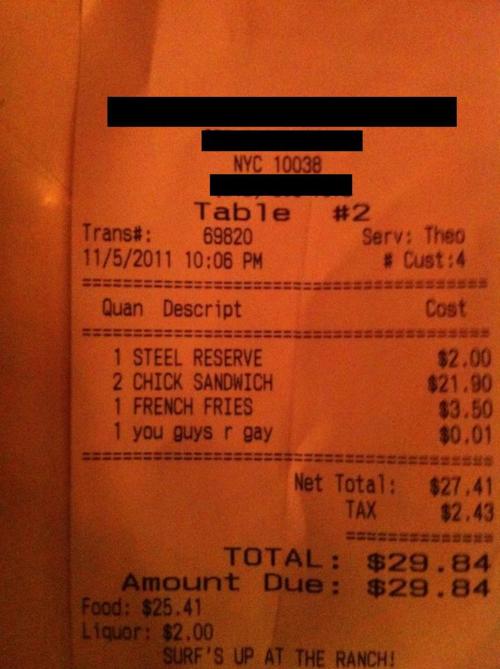 NYC 10038
Table #2
Trans#: 69820 Serv: Theo
11/5/2011 10:06 PM # Cust:4
Quan Descript Cost
1 STEEL RESERVE $2.00
2 CHICK SANDWICH $21.90
1 FRENCH FRIES $3.50
1 you guys r gay $0.01
Net Total: $27.41
TAX $2.43
TOTAL: $29.84
Amount Due: $29.84
Food: $25.41
Liquor: $2.00
SURF'S UP AT THE RANCH!